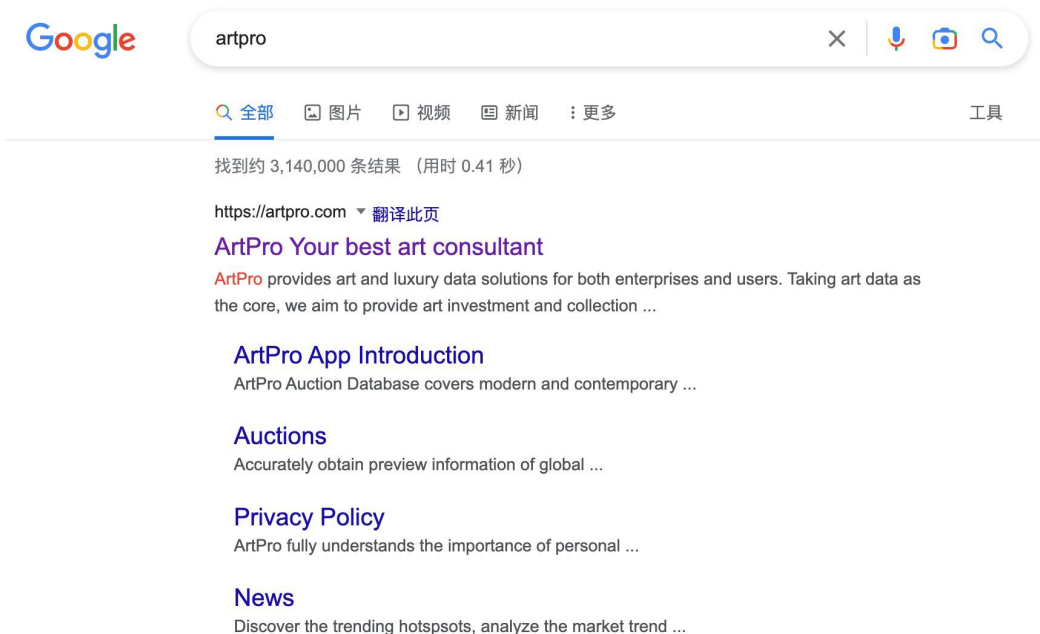 Google
artpro
全部 图片 视频 新闻 更多 工具
找到约 3,140,000 条结果 （用时 0.41 秒）
https://artpro.com 翻译此页
ArtPro Your best art consultant
ArtPro provides art and luxury data solutions for both enterprises and users. Taking art data as
the core, we aim to provide art investment and collection ...
ArtPro App Introduction
ArtPro Auction Database covers modern and contemporary ...
Auctions
Accurately obtain preview information of global ...
Privacy Policy
ArtPro fully understands the importance of personal ...
News
Discover the trending hotspsots, analyze the market trend ...